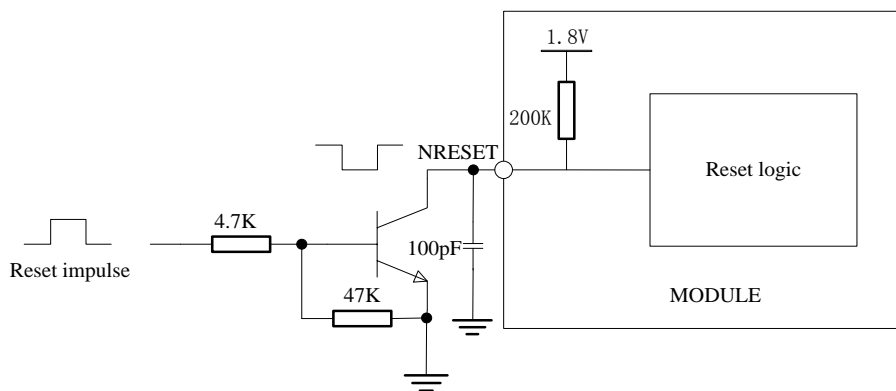 1.8V
200K
NRESET
Reset logic
4.7K
100pF
Reset impulse
47K
MODULE